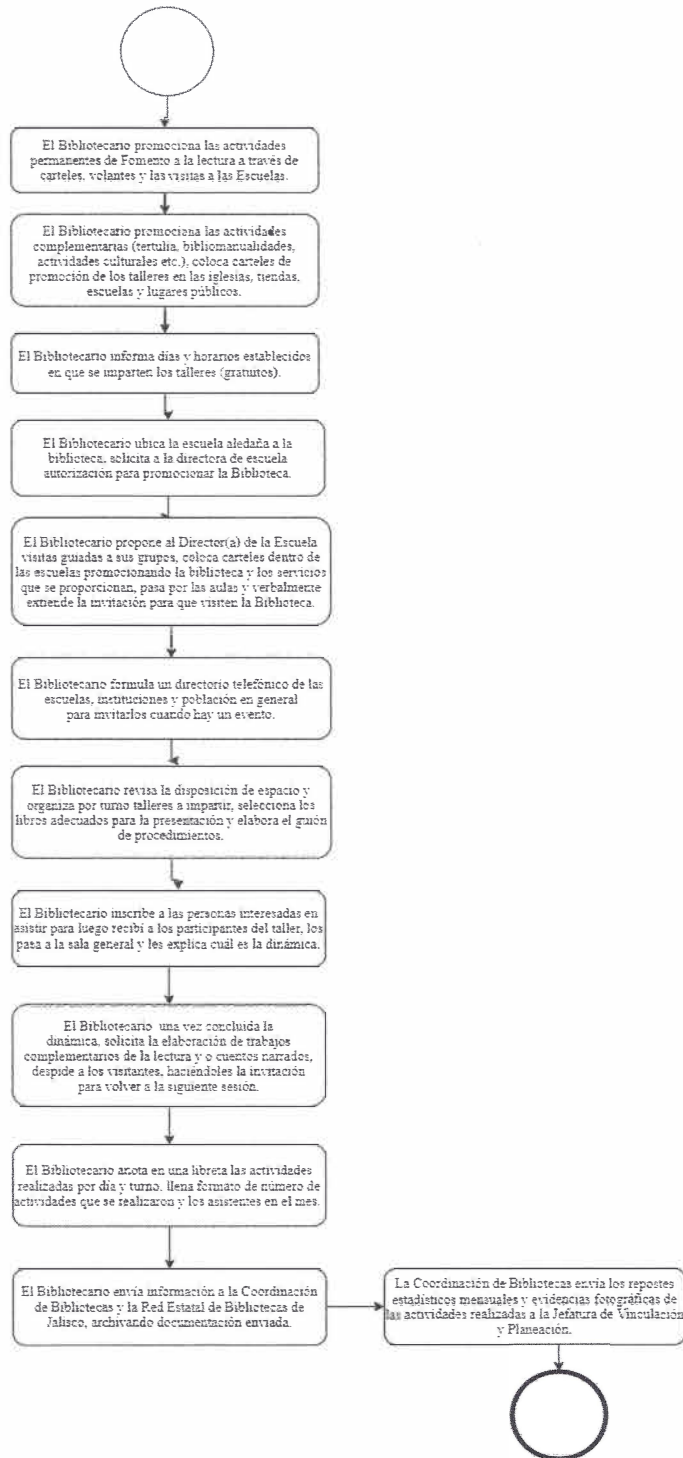 El Bibliotecario promociona las actividades
permanentes de Fomento a la lectura a través de
carteles, volantes y las visitas a las Escuelas.
El Bibliotecario promociona las actividades
complementarias (tertulia, bibliomanualidades,
actividades culturales etc.), coloca carteles de
promoción de los talleres en las iglesias, tiendas,
escuelas y lugares públicos.
El Bibliotecario informa días y horarios establecidos
en que se imparten los talleres (gratuitos).
El Bibliotecario ubica la escuela aledaña a la
biblioteca, solicita a la directora de escuela
autorización para promocionar la Biblioteca.
El Bibliotecario propone al Director(a) de la Escuela
visitas guiadas a sus grupos, coloca carteles dentro de
las escuelas promocionando la biblioteca y los servicios
que se proporcionan, pasa por las aulas y verbalmente
extiende la invitación para que visiten la Biblioteca.
El Bibliotecario formula un directorio telefónico de las
escuelas, instituciones y población en general
para invitarlos cuando hay un evento.
El Bibliotecario revisa la disposición de espacio y
organiza por turno talleres a impartir, selecciona los
libros adecuados para la presentación y elabora el guión
de procedimientos.
El Bibliotecario inscribe a las personas interesadas en
asistir para luego recibí a los participantes del taller, los
pasa a la sala general y les explica cuál es la dinámica.
El Bibliotecario una vez concluida la
dinámica, solicita la elaboración de trabajos
complementarios de la lectura y o cuentos narrados,
despide a los visitantes, haciéndoles la invitación
para volver a la siguiente sesión.
El Bibliotecario anota en una libreta las actividades
realizadas por día y turno, llena formato de número de
actividades que se realizaron y los asistentes en el mes.
El Bibliotecario envía información a la Coordinación
de Bibliotecas y la Red Estatal de Bibliotecas de
Jalisco, archivando documentación enviada.
La Coordinación de Bibliotecas envía los repostes
estadísticos mensuales y evidencias fotográficas de
las actividades realizadas a la Jefatura de Vinculación
y Planeación.